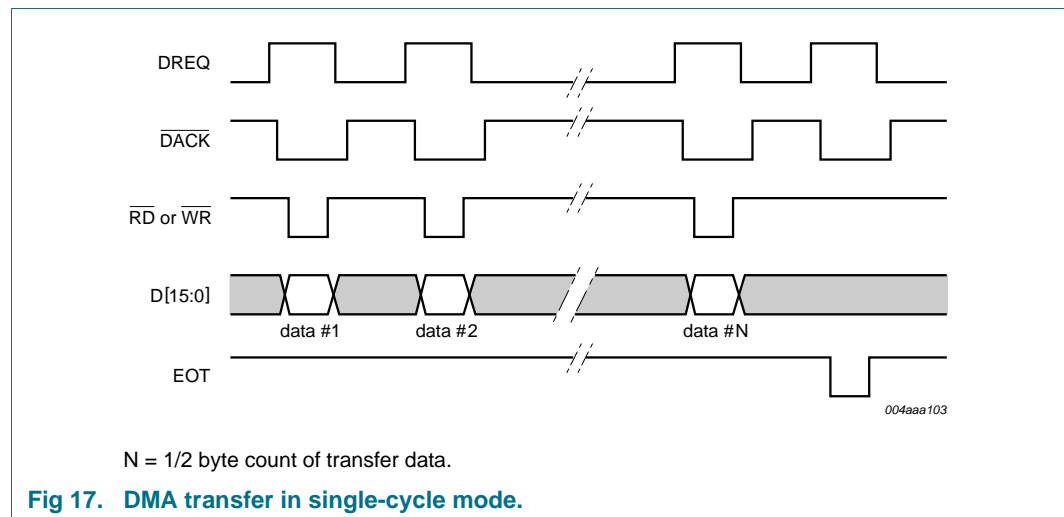 DREQ
DACK
RD or WR
D[15:0]
data #1 data #2 data #N
EOT
004aaa103
N = 1/2 byte count of transfer data.
Fig 17. DMA transfer in single-cycle mode.